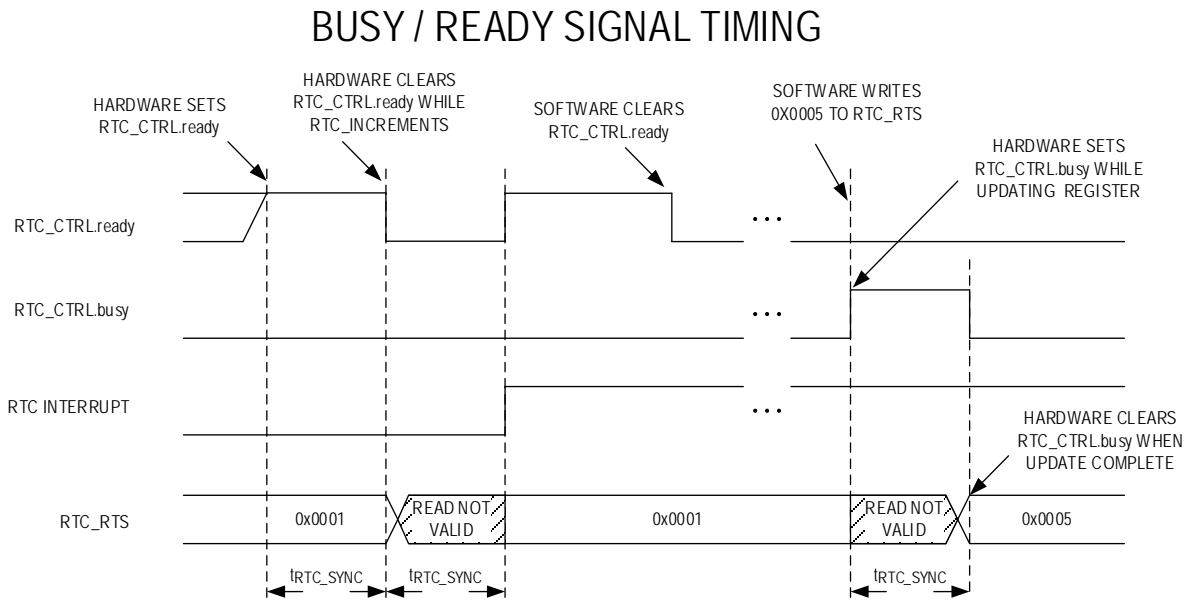 BUSY / READY SIGNAL TIMING
HARDWARE SETS
RTC_CTRL.ready
HARDWARE CLEARS
RTC_CTRL.ready WHILE
RTC_INCREMENTS
SOFTWARE CLEARS
RTC_CTRL.ready
SOFTWARE WRITES
0X0005 TO RTC_RTS
HARDWARE SETS
RTC_CTRL.busy WHILE
UPDATING REGISTER
RTC_CTRL.ready
...
RTC_CTRL.busy
...
RTC INTERRUPT
...
HARDWARE CLEARS
RTC_CTRL.busy WHEN
UPDATE COMPLETE
RTC_RTS
0x0001
READ NOT
VALID
0x0001
READ NOT
VALID
0x0005
tRTC_SYNC
tRTC_SYNC
tRTC_SYNC